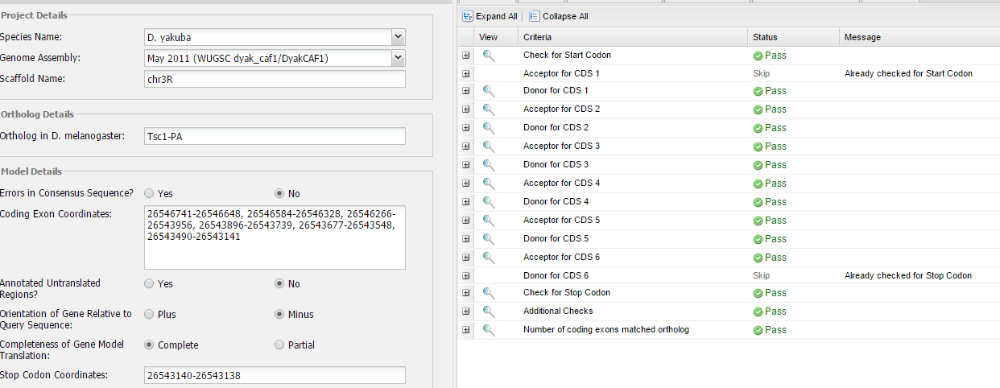 Project Details
Species Name: D. yakuba
Genome Assembly: May 2011 (WUGSC dyak_caf1/DyakCAF1)
Scaffold Name: chr3R
Ortholog Details
Ortholog in D. melanogaster: Tsc1-PA
Model Details
Errors in Consensus Sequence? Yes No
Coding Exon Coordinates: 26546741-26546648, 26546584-26546328, 26546266-
26543956, 26543896-26543739, 26543677-26543548,
26543490-26543141
Annotated Untranslated Yes No
Regions?
Orientation of Gene Relative to Plus Minus
Query Sequence:
Completeness of Gene Model Complete Partial
Translation:
Stop Codon Coordinates: 26543140-26543138
Expand All Collapse All
View Criteria Status Message
Check for Start Codon Pass
Acceptor for CDS 1 Skip Already checked for Start Codon
Donor for CDS 1 Pass
Acceptor for CDS 2 Pass
Donor for CDS 2 Pass
Acceptor for CDS 3 Pass
Donor for CDS 3 Pass
Acceptor for CDS 4 Pass
Donor for CDS 4 Pass
Acceptor for CDS 5 Pass
Donor for CDS 5 Pass
Acceptor for CDS 6 Pass
Donor for CDS 6 Skip Already checked for Stop Codon
Check for Stop Codon Pass
Additional Checks Pass
Number of coding exons matched ortholog Pass